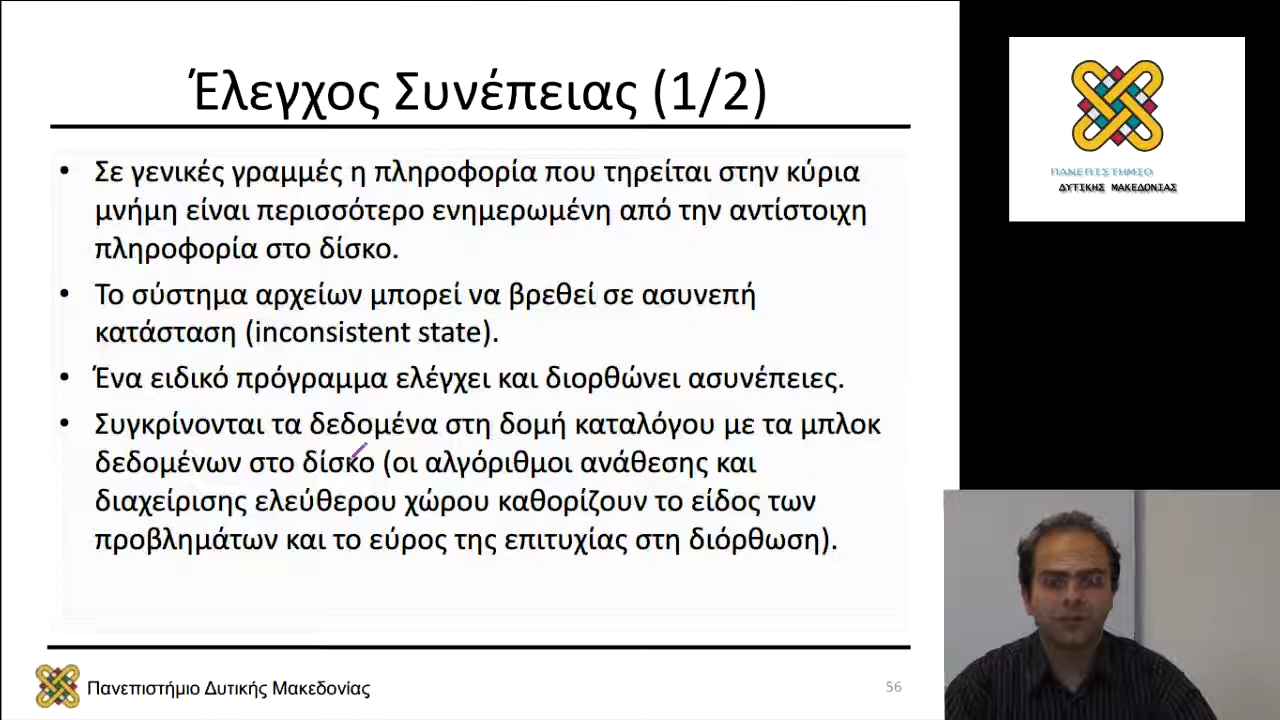 Έλεγχος Συνέπειας (1/2)
• Σε γενικές γραμμές η πληροφορία που τηρείται στην κύρια
μνήμη είναι περισσότερο ενημερωμένη από την αντίστοιχη
πληροφορία στο δίσκο.
• Το σύστημα αρχείων μπορεί να βρεθεί σε ασυνεπή
κατάσταση (inconsistent state).
• Ένα ειδικό πρόγραμμα ελέγχει και διορθώνει ασυνέπειες.
• Συγκρίνονται τα δεδομένα στη δομή καταλόγου με τα μπλοκ
δεδομένων στο δίσκο (οι αλγόριθμοι ανάθεσης και
διαχείρισης ελεύθερου χώρου καθορίζουν το είδος των
προβλημάτων και το εύρος της επιτυχίας στη διόρθωση).
Πανεπιστήμιο Δυτικής Μακεδονίας
56
ΠΑΝΕΠΙΣΤΗΜΙΟ
ΔΥΤΙΚΗΣ ΜΑΚΕΔΟΝΙΑΣ